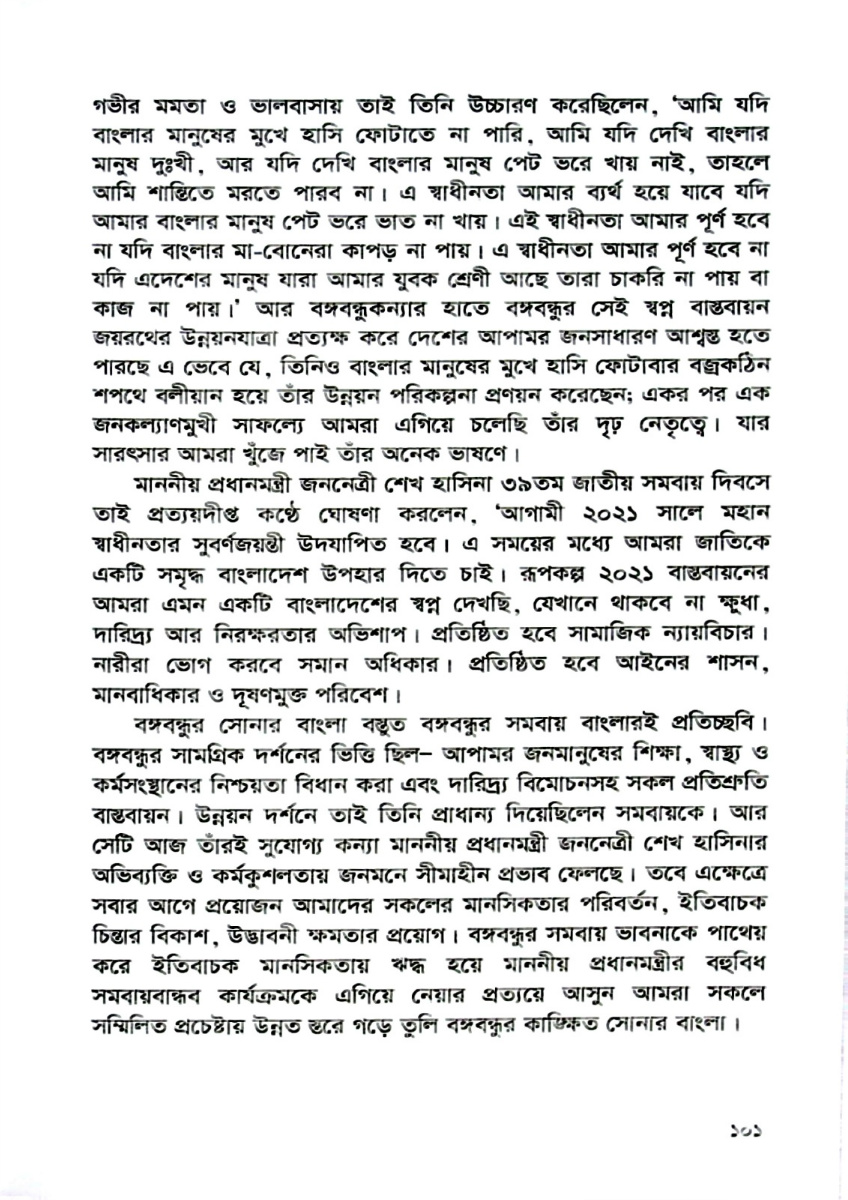 গভীর মমতা ও ভালবাসায় তাই তিনি উচ্চারণ করেছিলেন, ‘আমি যদি
বাংলার মানুষের মুখে হাসি ফোটাতে না পারি, আমি যদি দেখি বাংলার
মানুষ দুঃখী, আর যদি দেখি বাংলার মানুষ পেট ভরে খায় নাই, তাহলে
আমি শান্তিতে মরতে পারব না। এ স্বাধীনতা আমার ব্যর্থ হয়ে যাবে যদি
আমার বাংলার মানুষ পেট ভরে ভাত না খায়। এই স্বাধীনতা আমার পূর্ণ হবে
না যদি বাংলার মা-বোনেরা কাপড় না পায়। এ স্বাধীনতা আমার পূর্ণ হবে না
যদি এদেশের মানুষ যারা আমার যুবক শ্রেণী আছে তারা চাকরি না পায় বা
কাজ না পায়।’ আর বঙ্গবন্ধুকন্যার হাতে বঙ্গবন্ধুর সেই স্বপ্ন বাস্তবায়ন
জয়রথের উন্নয়নযাত্রা প্রত্যক্ষ করে দেশের আপামর জনসাধারণ আশ্বস্ত হতে
পারছে এ ভেবে যে, তিনিও বাংলার মানুষের মুখে হাসি ফোটাবার বজ্রকঠিন
শপথে বলীয়ান হয়ে তাঁর উন্নয়ন পরিকল্পনা প্রণয়ন করেছেন; একর পর এক
জনকল্যাণমুখী সাফল্যে আমরা এগিয়ে চলেছি তাঁর দৃঢ় নেতৃত্বে। যার
সারৎসার আমরা খুঁজে পাই তাঁর অনেক ভাষণে।
মাননীয় প্রধানমন্ত্রী জননেত্রী শেখ হাসিনা ৩৯তম জাতীয় সমবায় দিবসে
তাই প্রত্যয়দীপ্ত কণ্ঠে ঘোষণা করলেন, ‘আগামী ২০২১ সালে মহান
স্বাধীনতার সুবর্ণজয়ন্তী উদযাপিত হবে। এ সময়ের মধ্যে আমরা জাতিকে
একটি সমৃদ্ধ বাংলাদেশ উপহার দিতে চাই। রূপকল্প ২০২১ বাস্তবায়নের
আমরা এমন একটি বাংলাদেশের স্বপ্ন দেখছি, যেখানে থাকবে না ক্ষুধা,
দারিদ্র্য আর নিরক্ষরতার অভিশাপ। প্রতিষ্ঠিত হবে সামাজিক ন্যায়বিচার।
নারীরা ভোগ করবে সমান অধিকার। প্রতিষ্ঠিত হবে আইনের শাসন,
মানবাধিকার ও দূষণমুক্ত পরিবেশ।
বঙ্গবন্ধুর সোনার বাংলা বস্তুত বঙ্গবন্ধুর সমবায় বাংলারই প্রতিচ্ছবি।
বঙ্গবন্ধুর সামগ্রিক দর্শনের ভিত্তি ছিল– আপামর জনমানুষের শিক্ষা, স্বাস্থ্য ও
কর্মসংস্থানের নিশ্চয়তা বিধান করা এবং দারিদ্র্য বিমোচনসহ সকল প্রতিশ্রুতি
বাস্তবায়ন। উন্নয়ন দর্শনে তাই তিনি প্রাধান্য দিয়েছিলেন সমবায়কে। আর
সেটি আজ তাঁরই সুযোগ্য কন্যা মাননীয় প্রধানমন্ত্রী জননেত্রী শেখ হাসিনার
অভিব্যক্তি ও কর্মকুশলতায় জনমনে সীমাহীন প্রভাব ফেলছে। তবে এক্ষেত্রে
সবার আগে প্রয়োজন আমাদের সকলের মানসিকতার পরিবর্তন, ইতিবাচক
চিন্তার বিকাশ, উদ্ভাবনী ক্ষমতার প্রয়োগ। বঙ্গবন্ধুর সমবায় ভাবনাকে পাথেয়
করে ইতিবাচক মানসিকতায় ঋদ্ধ হয়ে মাননীয় প্রধানমন্ত্রীর বহুবিধ
সমবায়বান্ধব কার্যক্রমকে এগিয়ে নেয়ার প্রত্যয়ে আসুন আমরা সকলে
সম্মিলিত প্রচেষ্টায় উন্নত স্তরে গড়ে তুলি বঙ্গবন্ধুর কাঙ্ক্ষিত সোনার বাংলা।
১০১